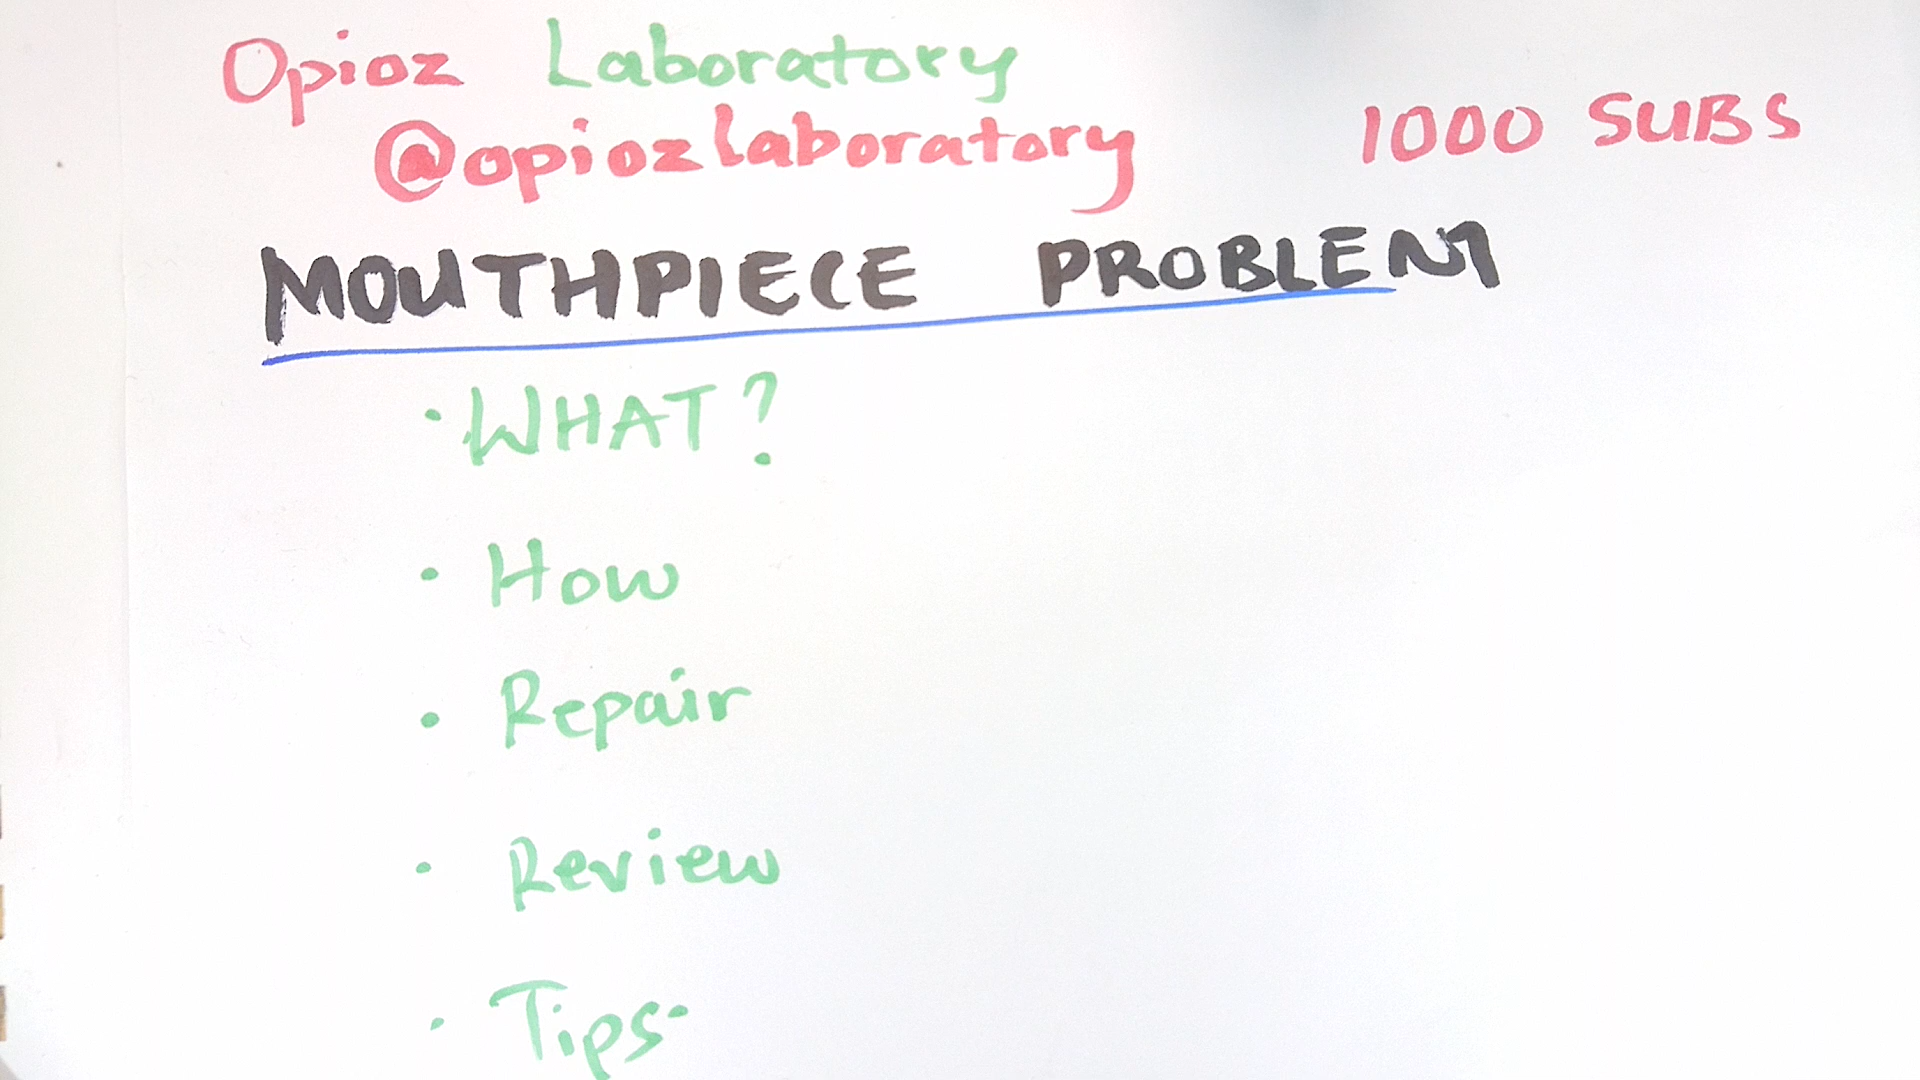 Opioz Laboratory
@opiozlaboratory
1000 SUBS
MOUTHPIECE PROBLEM
• WHAT?
• How
• Repair
• Review
• Tips